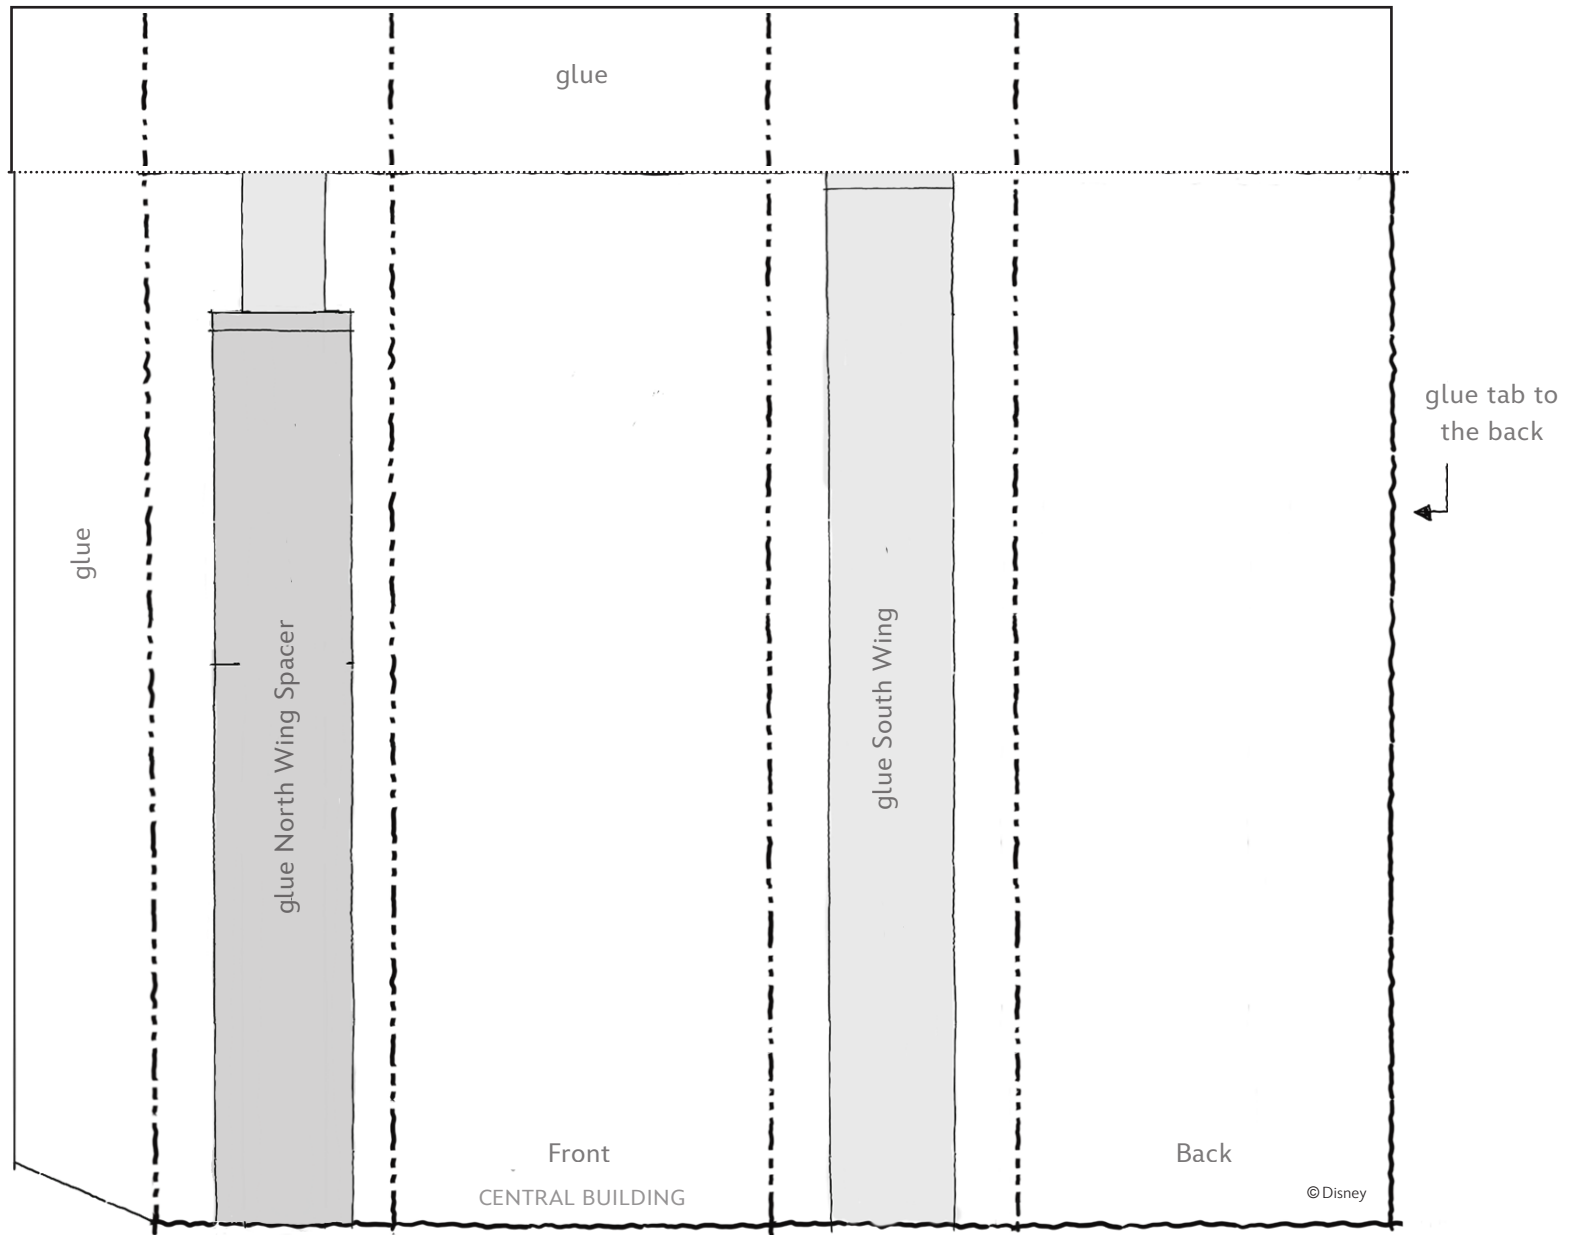 glue
glue tab to
the back
glue
glue North Wing Spacer
glue South Wing
Front
CENTRAL BUILDING
Back
©Disney